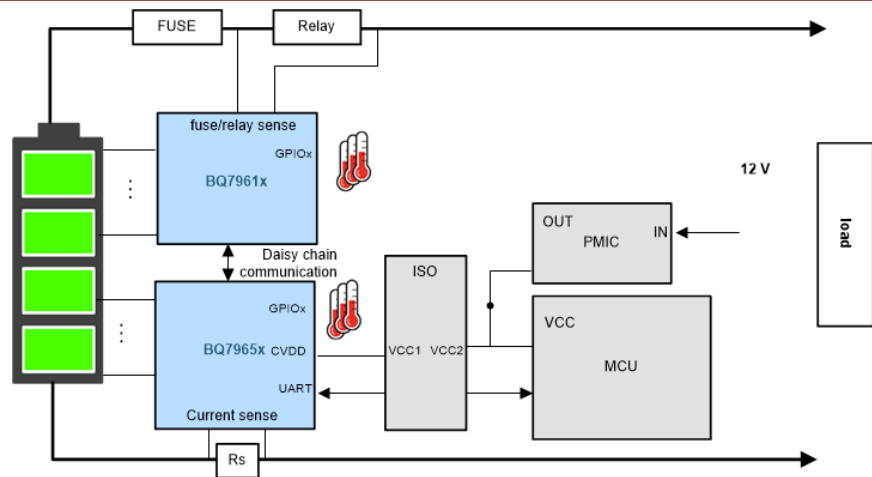 FUSE
Relay
fuse/relay sense
GPIOx
BQ7961x
12 V
OUT
PMIC
IN
load
Daisy chain
communication
ISO
GPIOx
BQ7965x
CVDD
VCC1
VCC2
VCC
MCU
UART
Current sense
Rs